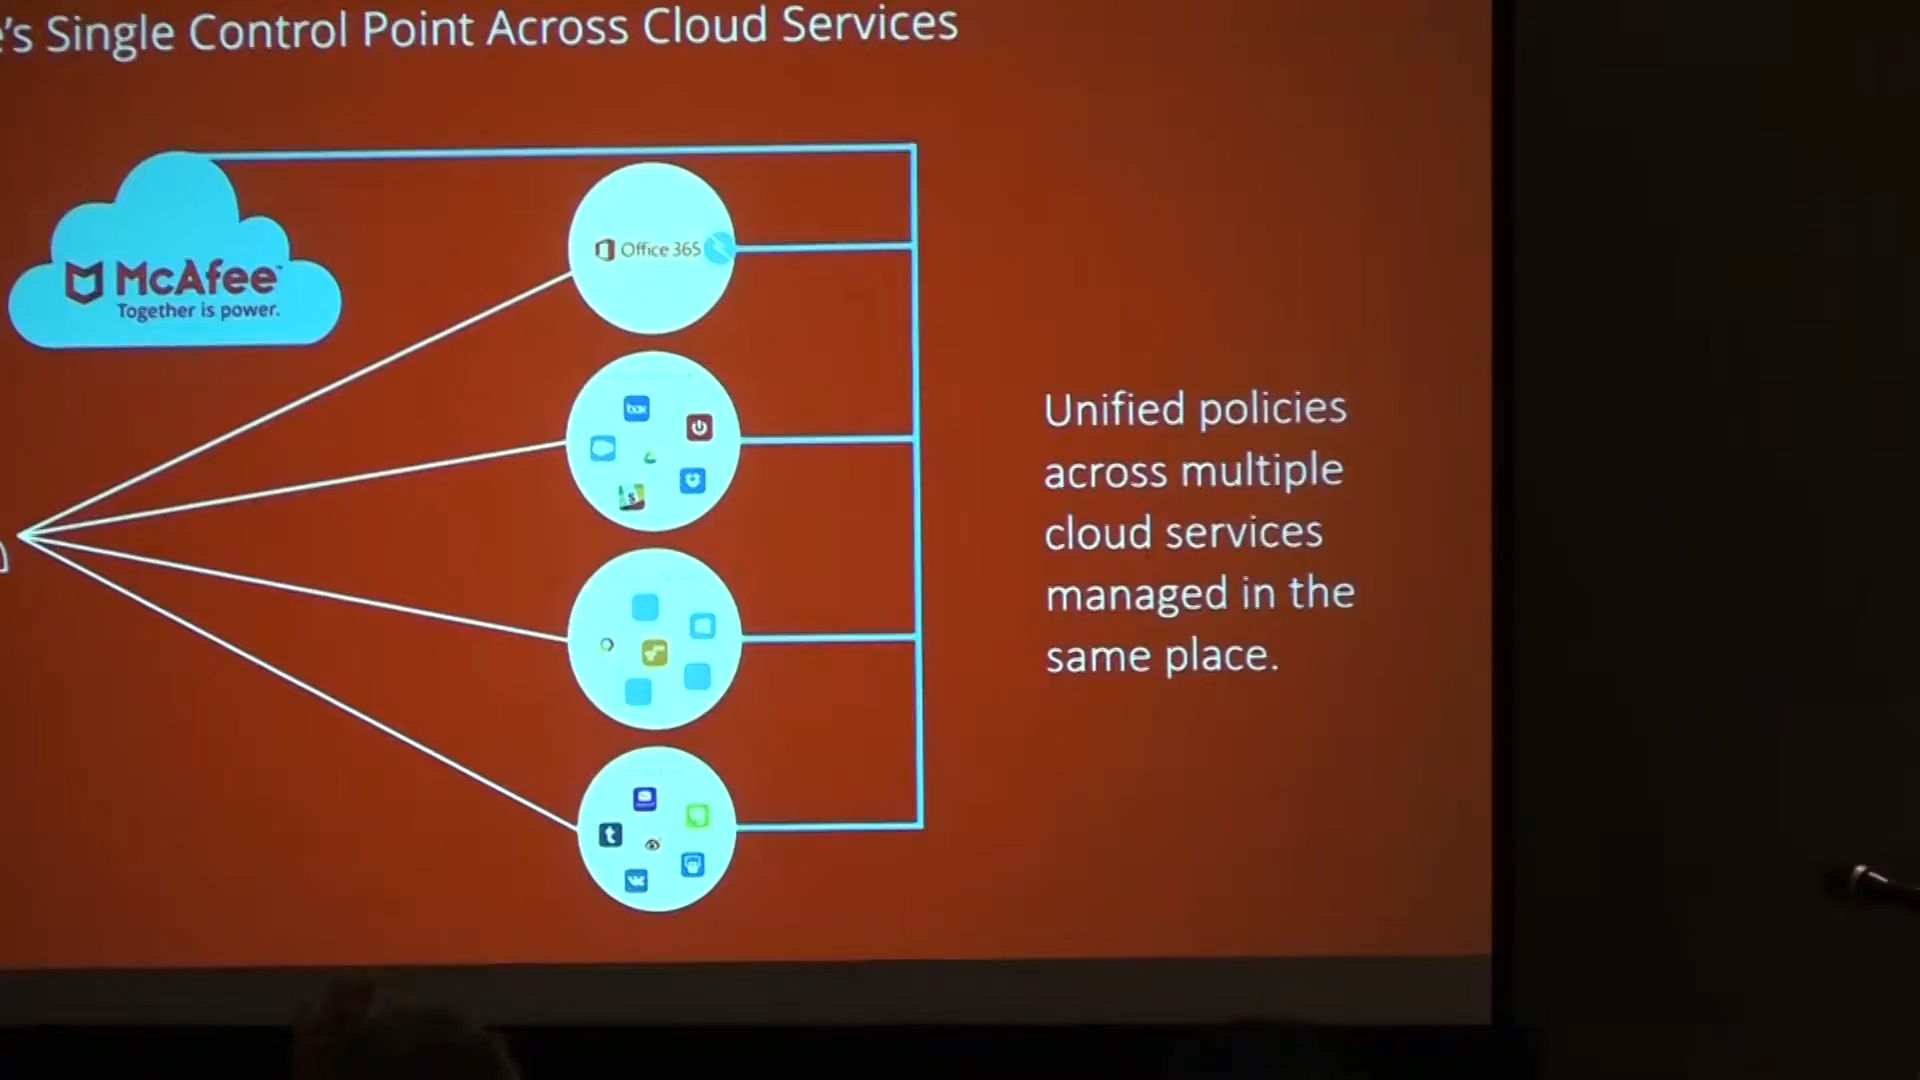 's Single Control Point Across Cloud Services
McAfee™
Together is power.
Office 365
box
Unified policies
across multiple
cloud services
managed in the
same place.